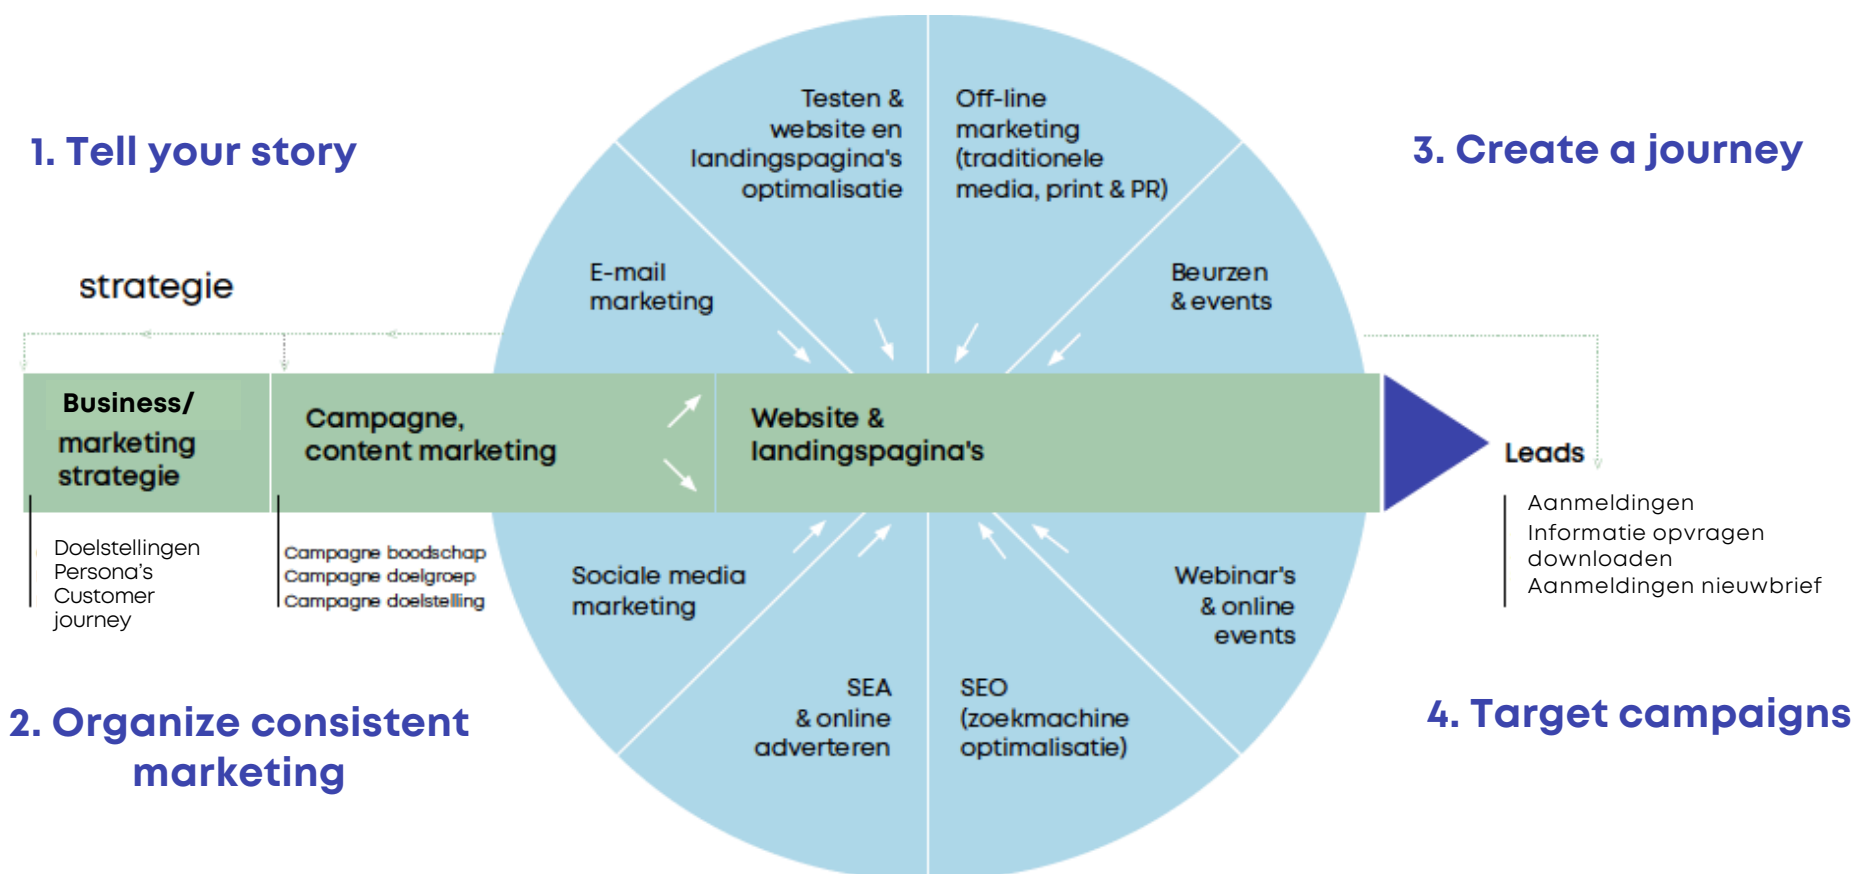 1. Tell your story
3. Create a journey
strategie
Testen &
website en
landingspagina's
optimalisatie
Off-line
marketing
(traditionele
media, print & PR)
E-mail
marketing
Beurzen
& events
Business/
marketing
strategie
Campagne,
content marketing
Website &
landingspagina's
Leads
Doelstellingen
Persona's
Customer
journey
Campagne boodschap
Campagne doelgroep
Campagne doelstelling
Aanmeldingen
Informatie opvragen
downloaden
Aanmeldingen nieuwbrief
Sociale media
marketing
Webinar's
& online
events
SEA
& online
adverteren
SEO
(zoekmachine
optimalisatie)
2. Organize consistent
marketing
4. Target campaigns